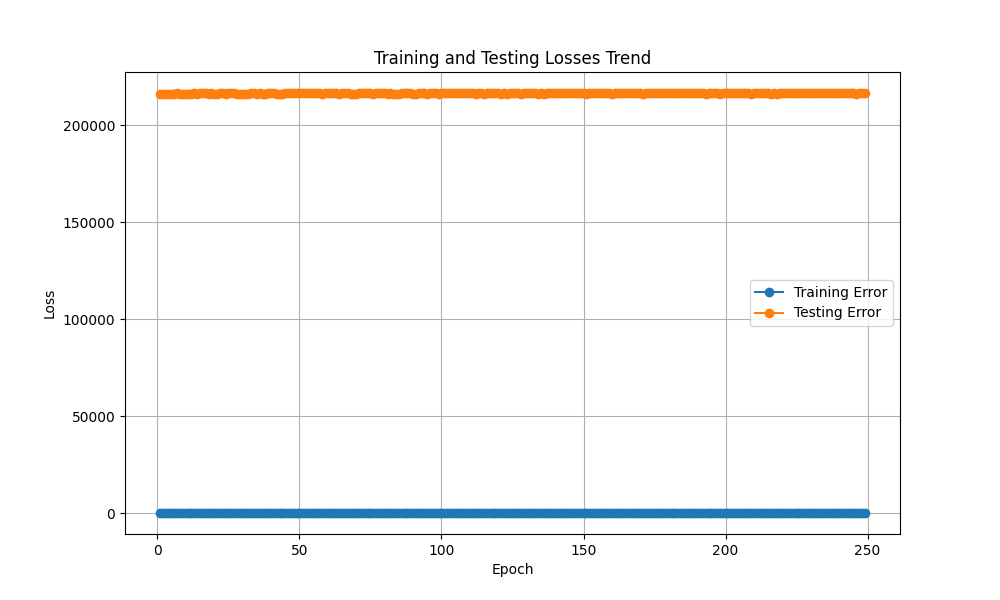 Training and Testing Losses Trend
Loss
200000
150000
100000
50000
0
Training Error
Testing Error
0 50 100 150 200 250
Epoch